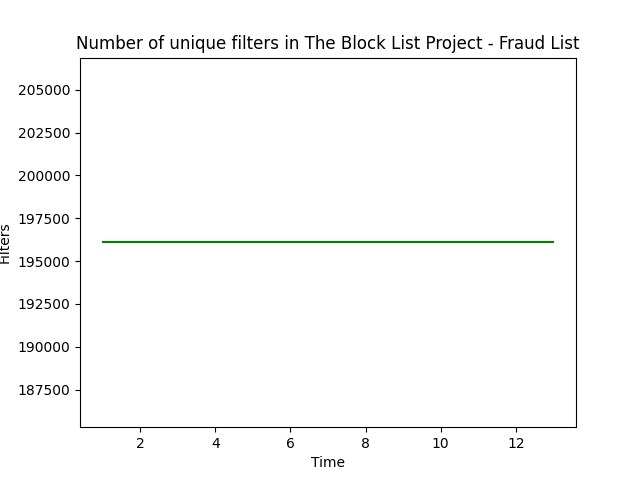 Number of unique filters in The Block List Project - Fraud List
205000
202500
200000
197500
195000
192500
190000
187500
Filters
2 4 6 8 10 12
Time